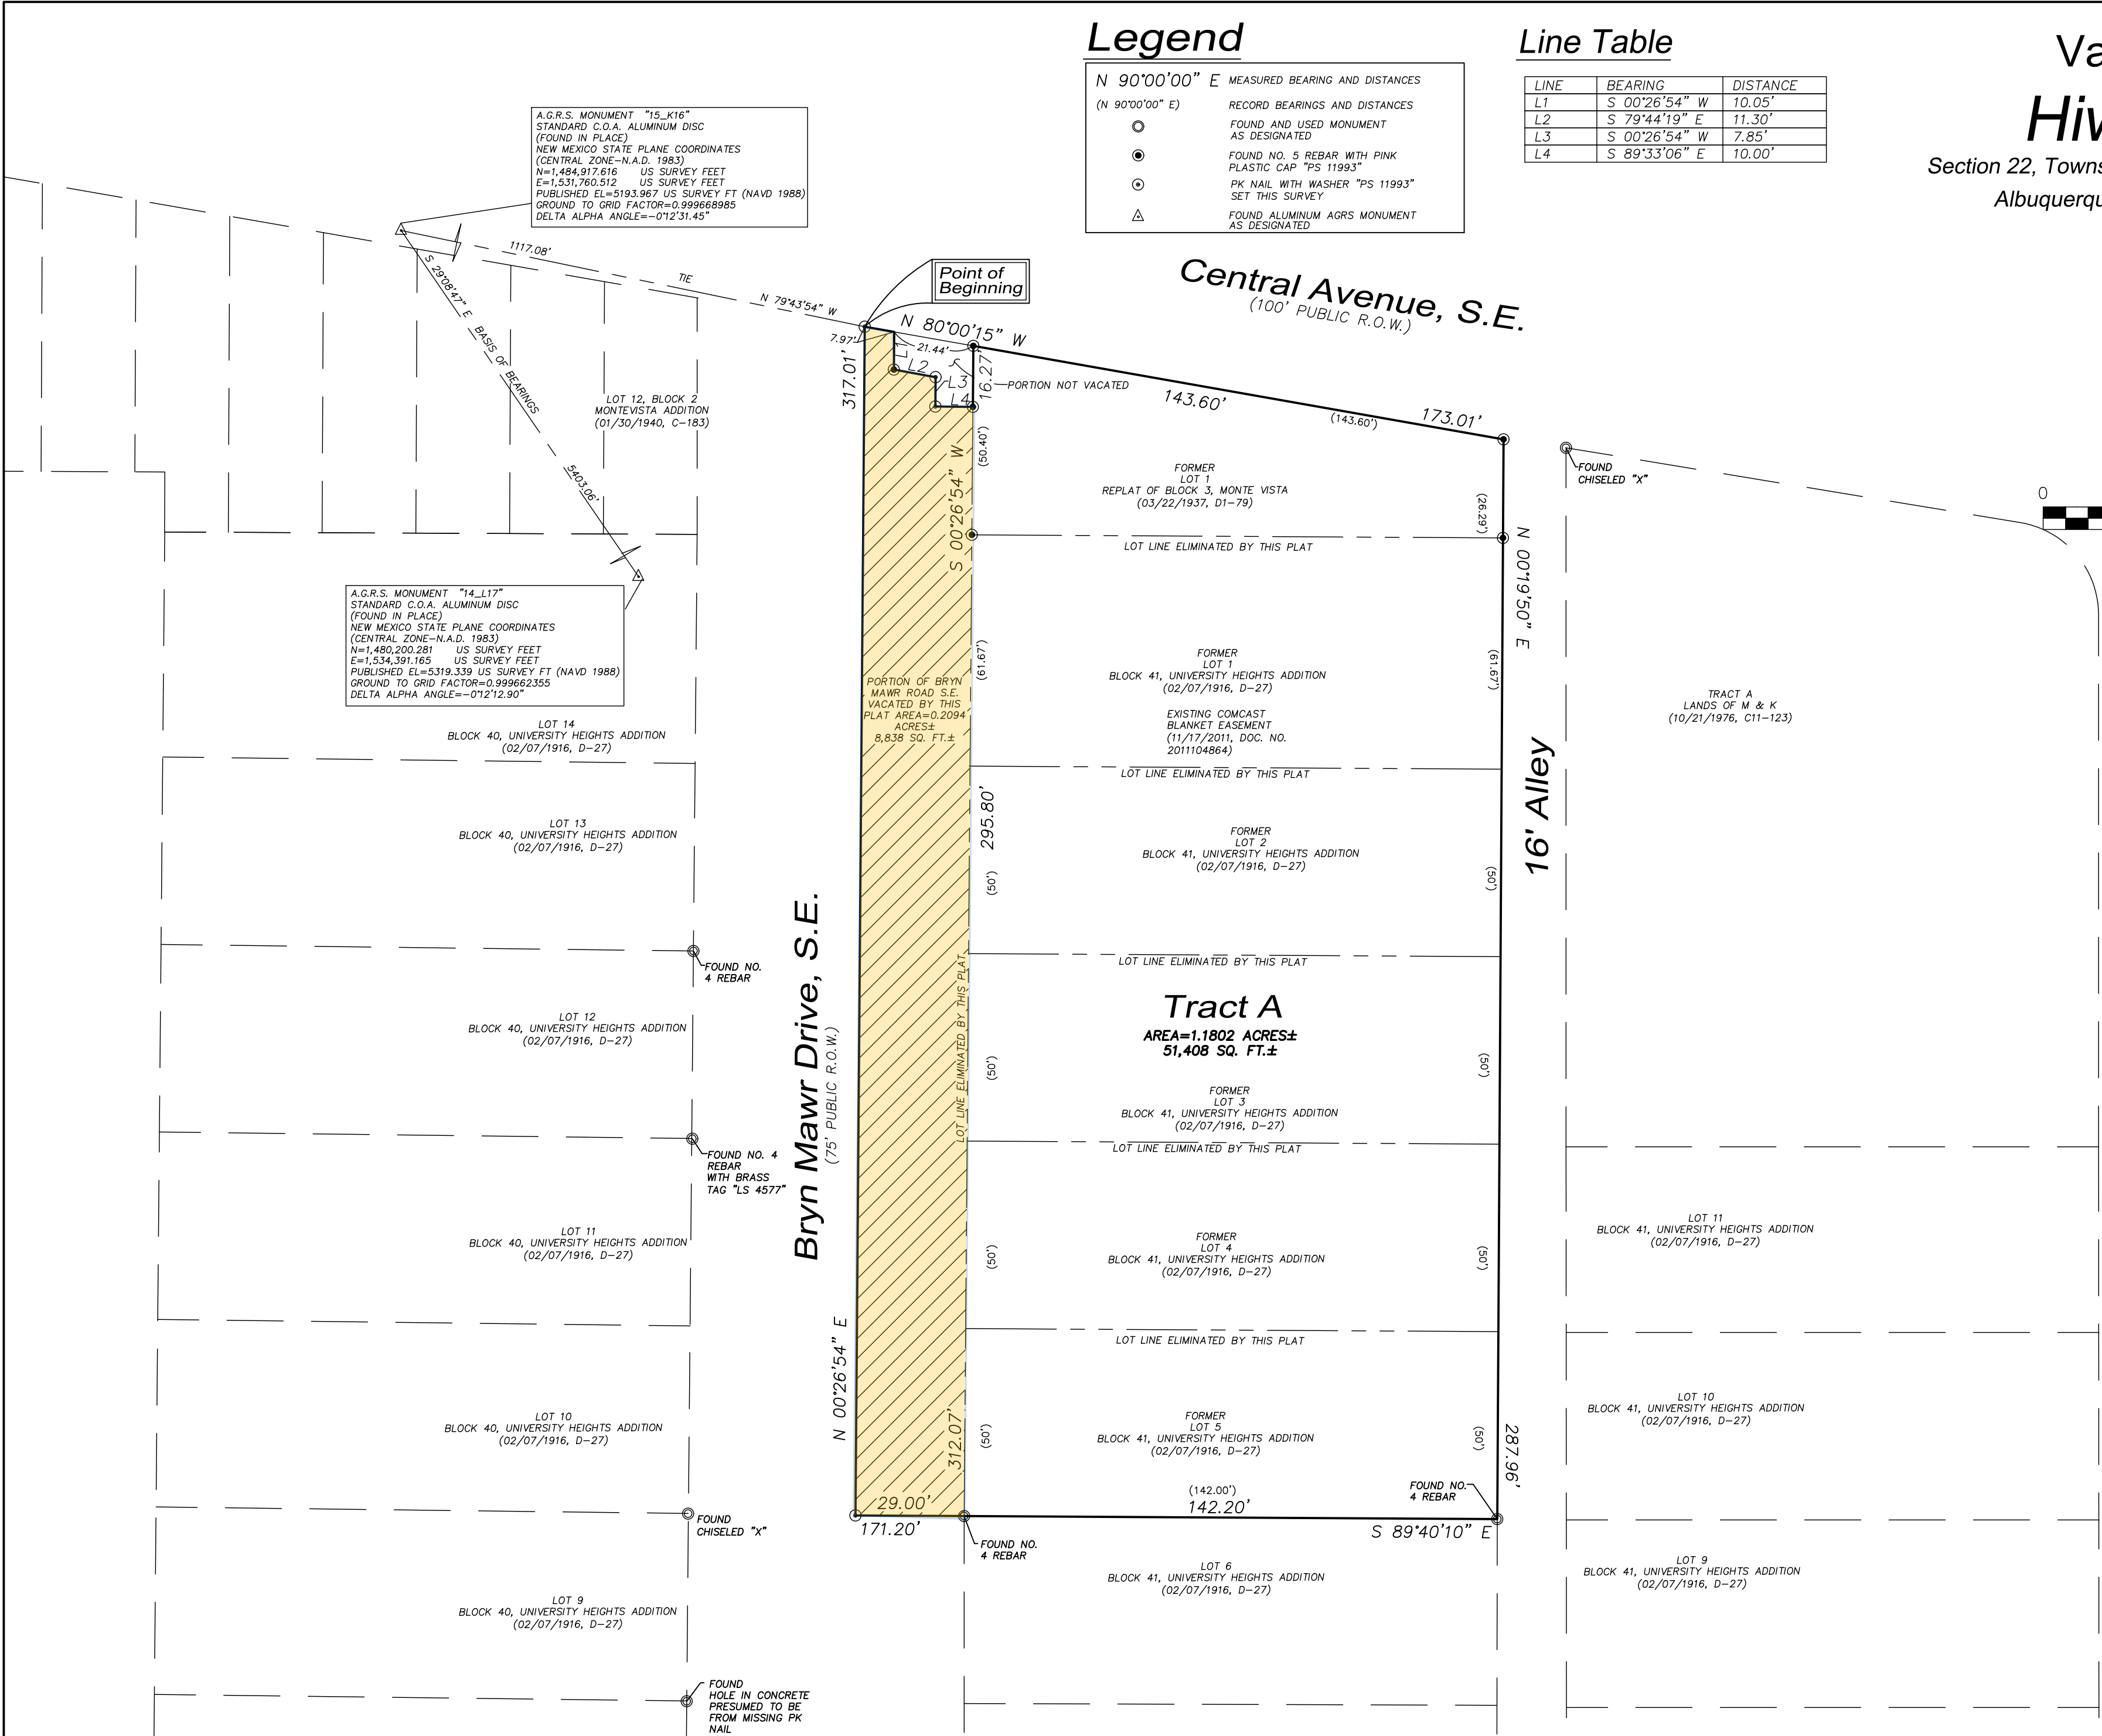 Legend
N 90°00'00" E MEASURED BEARING AND DISTANCES
(N 90°00'00" E) RECORD BEARINGS AND DISTANCES
FOUND AND USED MONUMENT
AS DESIGNATED
FOUND NO. 5 REBAR WITH PINK
PLASTIC CAP "PS 11993"
PK NAIL WITH WASHER "PS 11993"
SET THIS SURVEY
FOUND ALUMINUM AGRS MONUMENT
AS DESIGNATED
Line Table
LINE BEARING DISTANCE
L1 S 00°26'54" W 10.05'
L2 S 79°44'19" E 11.30'
L3 S 00°26'54" W 7.85'
L4 S 89°33'06" E 10.00'
Va
Hiw
Section 22, Towns
Albuquerqu
A.G.R.S. MONUMENT "15_K16"
STANDARD C.O.A. ALUMINUM DISC
(FOUND IN PLACE)
NEW MEXICO STATE PLANE COORDINATES
(CENTRAL ZONE-N.A.D. 1983)
N=1,484,917.616 US SURVEY FEET
E=1,531,760.512 US SURVEY FEET
PUBLISHED EL=5193.967 US SURVEY FT (NAVD 1988)
GROUND TO GRID FACTOR=0.999668985
DELTA ALPHA ANGLE=-0°12'31.45"
1117.08'
TIE
N 79°43'54" W
S 29°08'47" E BASIS OF BEARINGS
5403.06'
Point of
Beginning
Central Avenue, S.E.
(100' PUBLIC R.O.W.)
N 80°00'15" W
7.97'
21.44'
L1
L2
L3
L4
16.27'
PORTION NOT VACATED
317.01'
143.60'
(143.60')
173.01'
LOT 12, BLOCK 2
MONTEVISTA ADDITION
(01/30/1940, C-183)
(50.40')
S 00°26'54" W
FORMER
LOT 1
REPLAT OF BLOCK 3, MONTE VISTA
(03/22/1937, D1-79)
(26.29')
FOUND
CHISELED "X"
0
LOT LINE ELIMINATED BY THIS PLAT
N 00°19'50" E
A.G.R.S. MONUMENT "14_L17"
STANDARD C.O.A. ALUMINUM DISC
(FOUND IN PLACE)
NEW MEXICO STATE PLANE COORDINATES
(CENTRAL ZONE-N.A.D. 1983)
N=1,480,200.281 US SURVEY FEET
E=1,534,391.165 US SURVEY FEET
PUBLISHED EL=5319.339 US SURVEY FT (NAVD 1988)
GROUND TO GRID FACTOR=0.999662355
DELTA ALPHA ANGLE=-0°12'12.90"
PORTION OF BRYN
MAWR ROAD S.E.
VACATED BY THIS
PLAT AREA=0.2094
ACRES±
8,838 SQ. FT.±
(61.67')
FORMER
LOT 1
BLOCK 41, UNIVERSITY HEIGHTS ADDITION
(02/07/1916, D-27)
(61.67')
EXISTING COMCAST
BLANKET EASEMENT
(11/17/2011, DOC. NO.
2011104864)
TRACT A
LANDS OF M & K
(10/21/1976, C11-123)
LOT 14
BLOCK 40, UNIVERSITY HEIGHTS ADDITION
(02/07/1916, D-27)
LOT LINE ELIMINATED BY THIS PLAT
16' Alley
LOT 13
BLOCK 40, UNIVERSITY HEIGHTS ADDITION
(02/07/1916, D-27)
295.80'
FORMER
LOT 2
BLOCK 41, UNIVERSITY HEIGHTS ADDITION
(02/07/1916, D-27)
(50')
(50')
FOUND NO.
4 REBAR
LOT LINE ELIMINATED BY THIS PLAT
LOT LINE ELIMINATED BY THIS PLAT
Bryn Mawr Drive, S.E.
(75' PUBLIC R.O.W.)
Tract A
AREA=1.1802 ACRES±
51,408 SQ. FT.±
LOT 12
BLOCK 40, UNIVERSITY HEIGHTS ADDITION
(02/07/1916, D-27)
(50')
(50')
FORMER
LOT 3
BLOCK 41, UNIVERSITY HEIGHTS ADDITION
(02/07/1916, D-27)
FOUND NO. 4
REBAR
WITH BRASS
TAG "LS 4577"
LOT LINE ELIMINATED BY THIS PLAT
LOT 11
BLOCK 40, UNIVERSITY HEIGHTS ADDITION
(02/07/1916, D-27)
(50')
FORMER
LOT 4
BLOCK 41, UNIVERSITY HEIGHTS ADDITION
(02/07/1916, D-27)
(50')
LOT 11
BLOCK 41, UNIVERSITY HEIGHTS ADDITION
(02/07/1916, D-27)
LOT LINE ELIMINATED BY THIS PLAT
N 00°26'54" E
LOT 10
BLOCK 40, UNIVERSITY HEIGHTS ADDITION
(02/07/1916, D-27)
312.07'
(50')
FORMER
LOT 5
BLOCK 41, UNIVERSITY HEIGHTS ADDITION
(02/07/1916, D-27)
(50')
287.96'
LOT 10
BLOCK 41, UNIVERSITY HEIGHTS ADDITION
(02/07/1916, D-27)
FOUND
CHISELED "X"
29.00'
171.20'
(142.00')
142.20'
FOUND NO.
4 REBAR
S 89°40'10" E
FOUND NO.
4 REBAR
LOT 6
BLOCK 41, UNIVERSITY HEIGHTS ADDITION
(02/07/1916, D-27)
LOT 9
BLOCK 41, UNIVERSITY HEIGHTS ADDITION
(02/07/1916, D-27)
LOT 9
BLOCK 40, UNIVERSITY HEIGHTS ADDITION
(02/07/1916, D-27)
FOUND
HOLE IN CONCRETE
PRESUMED TO BE
FROM MISSING PK
NAIL